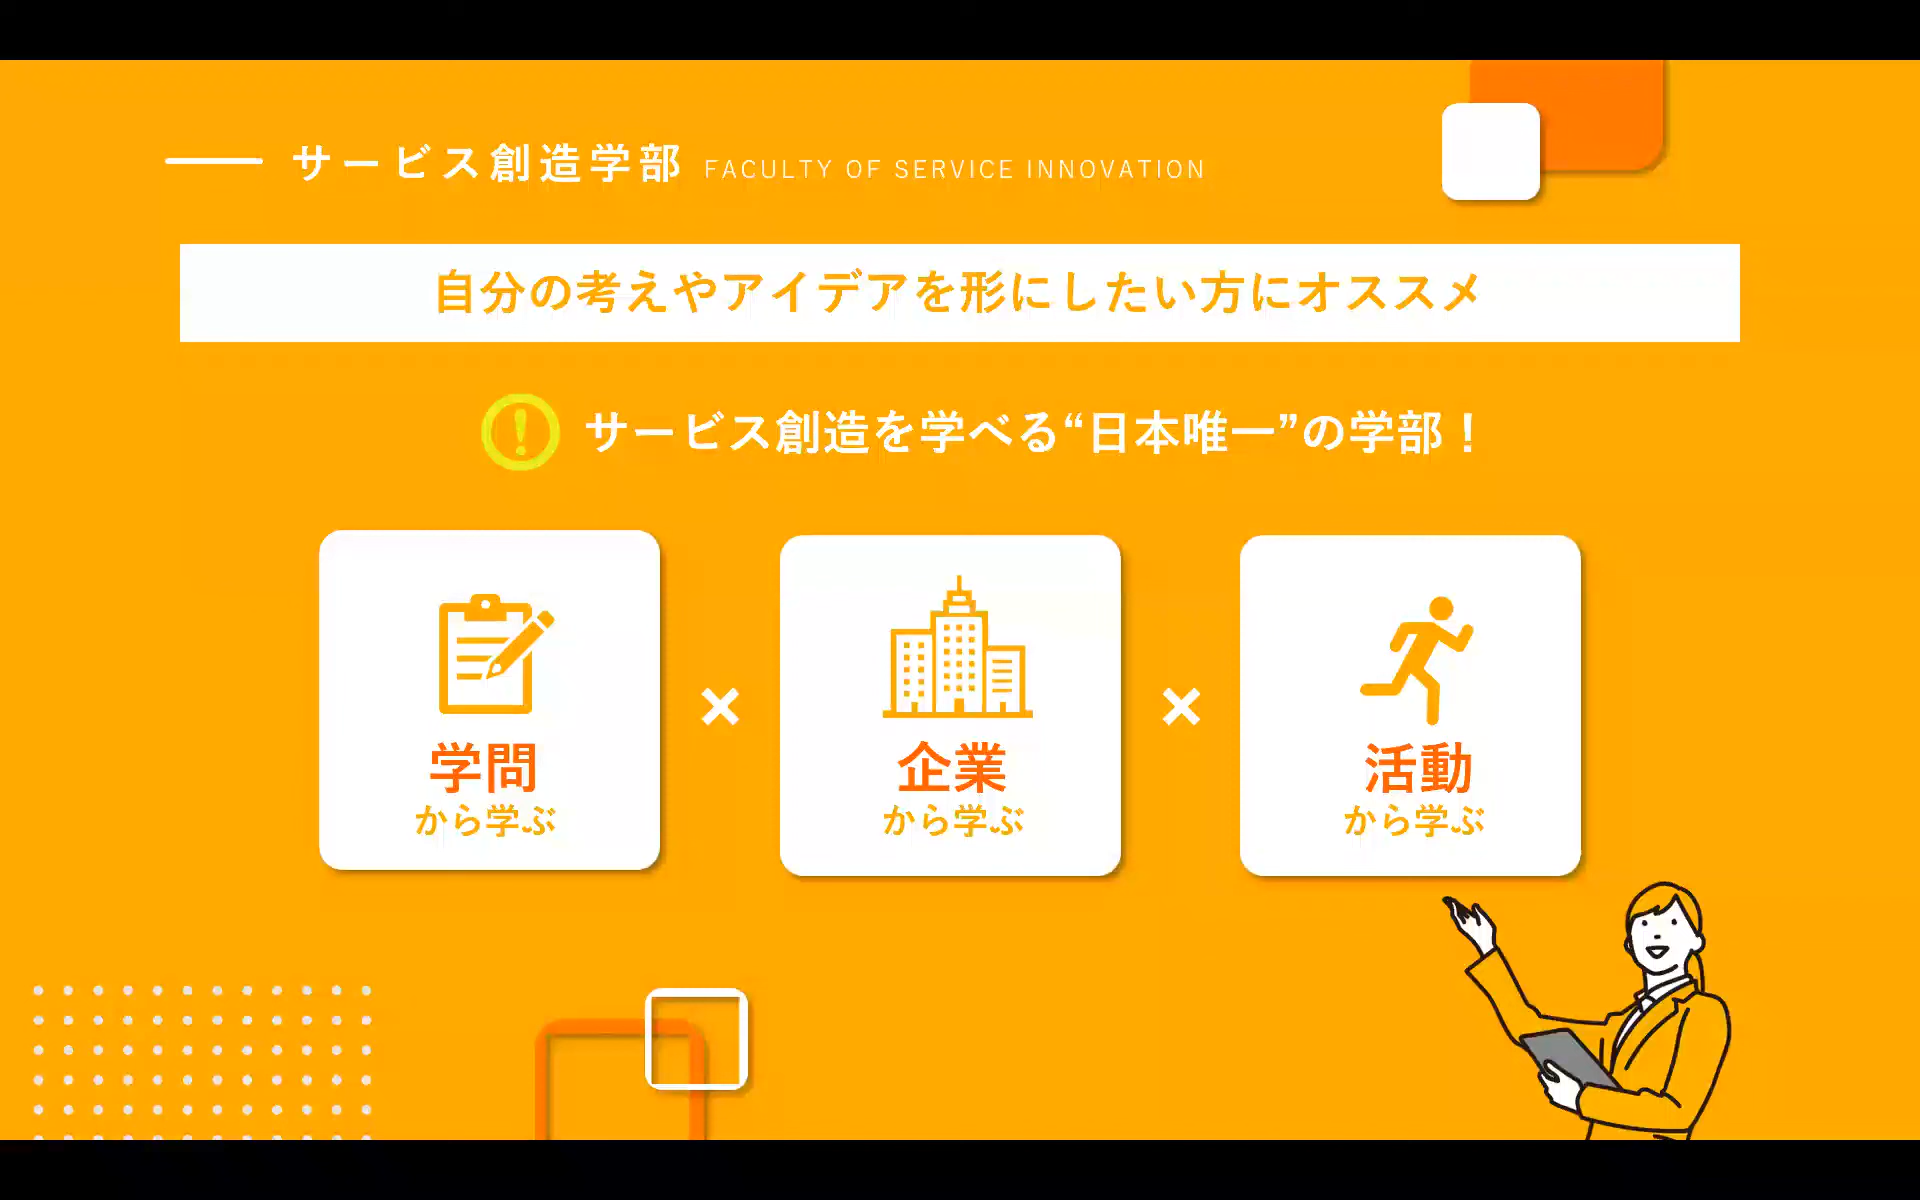 サービス創造学部 FACULTY OF SERVICE INNOVATION
自分の考えやアイデアを形にしたい方にオススメ
サービス創造を学べる“日本唯一”の学部！
学問
から学ぶ
×
企業
から学ぶ
×
活動
から学ぶ